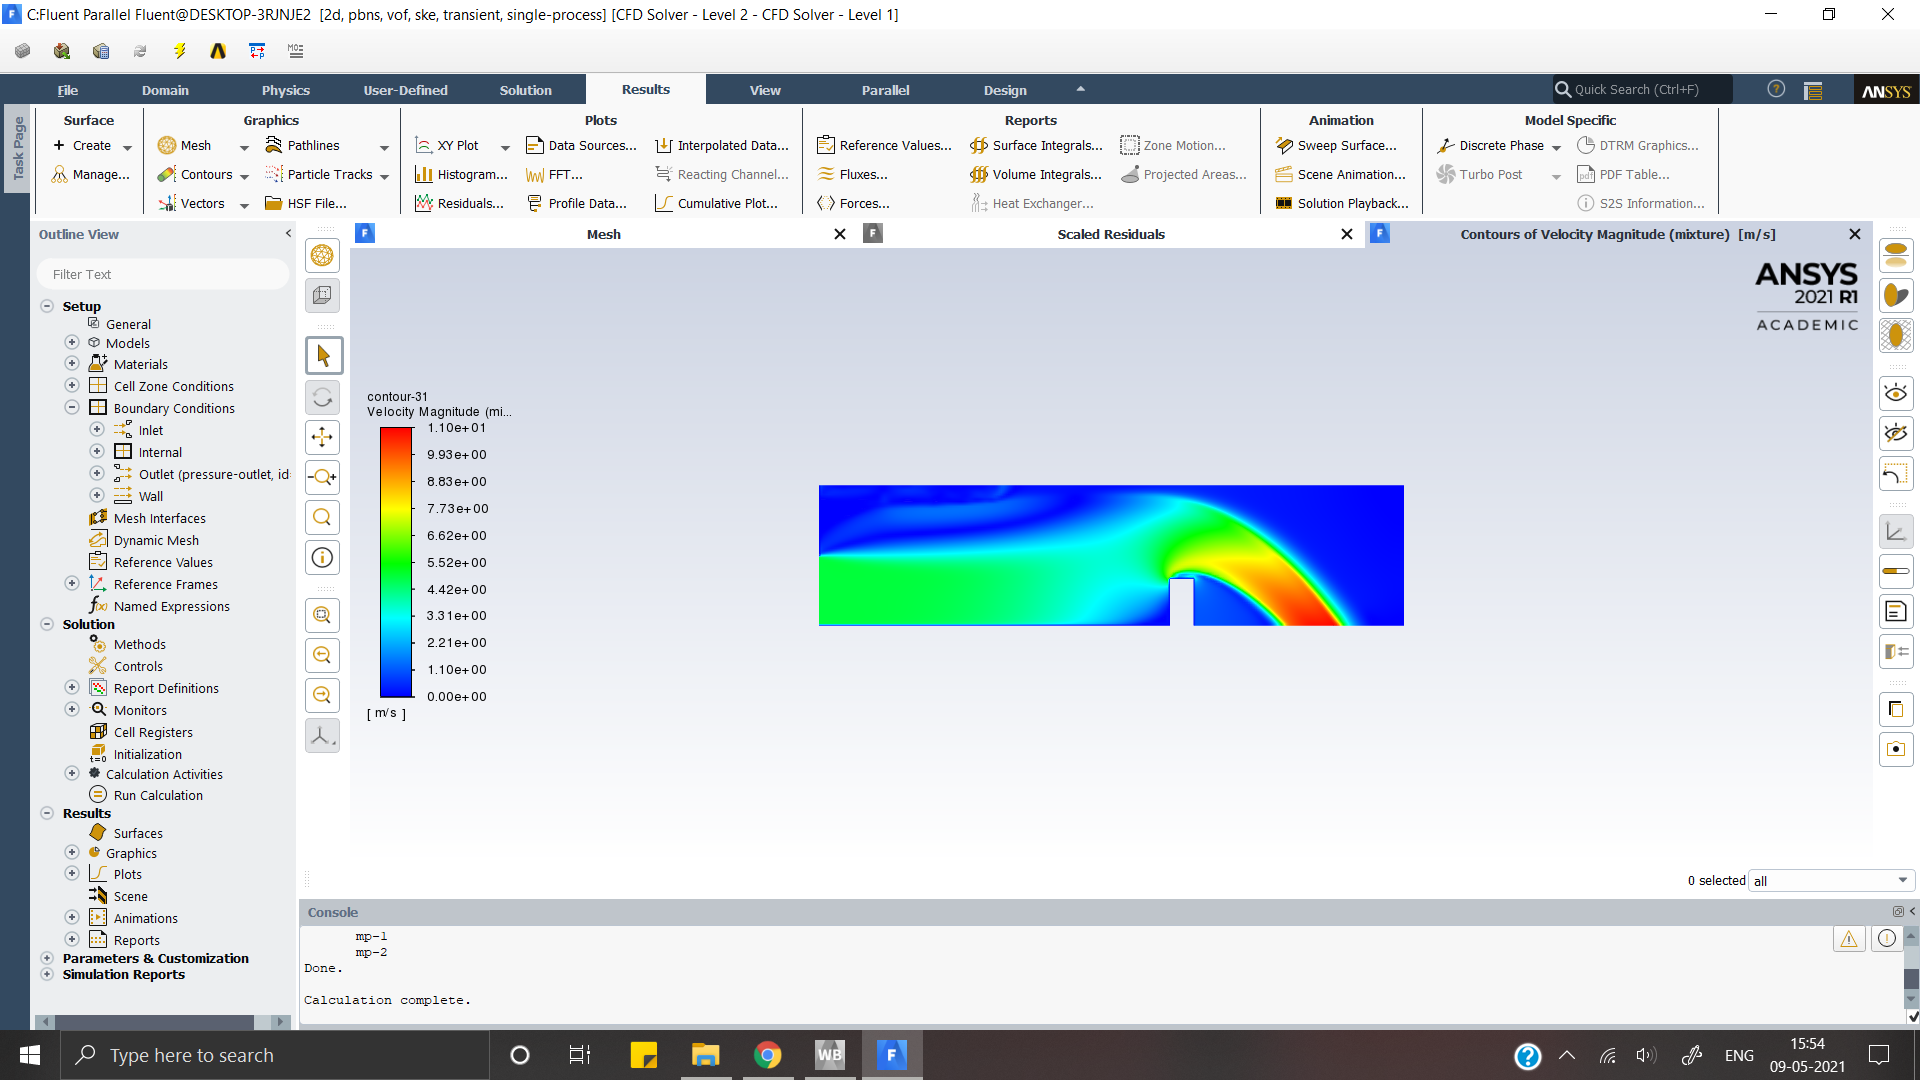 C:Fluent Parallel Fluent@DESKTOP-3RJNJE2 [2d, pbns, vof, ske, transient, single-process] [CFD Solver - Level 2 - CFD Solver - Level 1]
File Domain Physics User-Defined Solution Results View Parallel Design Quick Search (Ctrl+F) ANSYS
Task Page
Surface
Create
Manage...
Graphics
Mesh Pathlines
Contours Particle Tracks
Vectors HSF File...
Plots
XY Plot Data Sources... Interpolated Data...
Histogram... FFT... Reacting Channel...
Residuals... Profile Data... Cumulative Plot...
Reports
Reference Values... Surface Integrals... Zone Motion...
Fluxes... Volume Integrals... Projected Areas...
Forces... Heat Exchanger...
Animation
Sweep Surface...
Scene Animation...
Solution Playback...
Model Specific
Discrete Phase DTRM Graphics...
Turbo Post PDF Table...
S2S Information...
Outline View
Filter Text
Setup
General
Models
Materials
Cell Zone Conditions
Boundary Conditions
Inlet
Internal
Outlet (pressure-outlet, id
Wall
Mesh Interfaces
Dynamic Mesh
Reference Values
Reference Frames
Named Expressions
Solution
Methods
Controls
Report Definitions
Monitors
Cell Registers
Initialization
Calculation Activities
Run Calculation
Results
Surfaces
Graphics
Plots
Scene
Animations
Reports
Parameters & Customization
Simulation Reports
Mesh
Scaled Residuals
Contours of Velocity Magnitude (mixture) [m/s]
ANSYS
2021 R1
ACADEMIC
contour-31
Velocity Magnitude (mi...
1.10e+01
9.93e+00
8.83e+00
7.73e+00
6.62e+00
5.52e+00
4.42e+00
3.31e+00
2.21e+00
1.10e+00
0.00e+00
[ m/s ]
0 selected all
Console
mp-1
mp-2
Done.
Calculation complete.
Type here to search
WB
ENG
15:54
09-05-2021